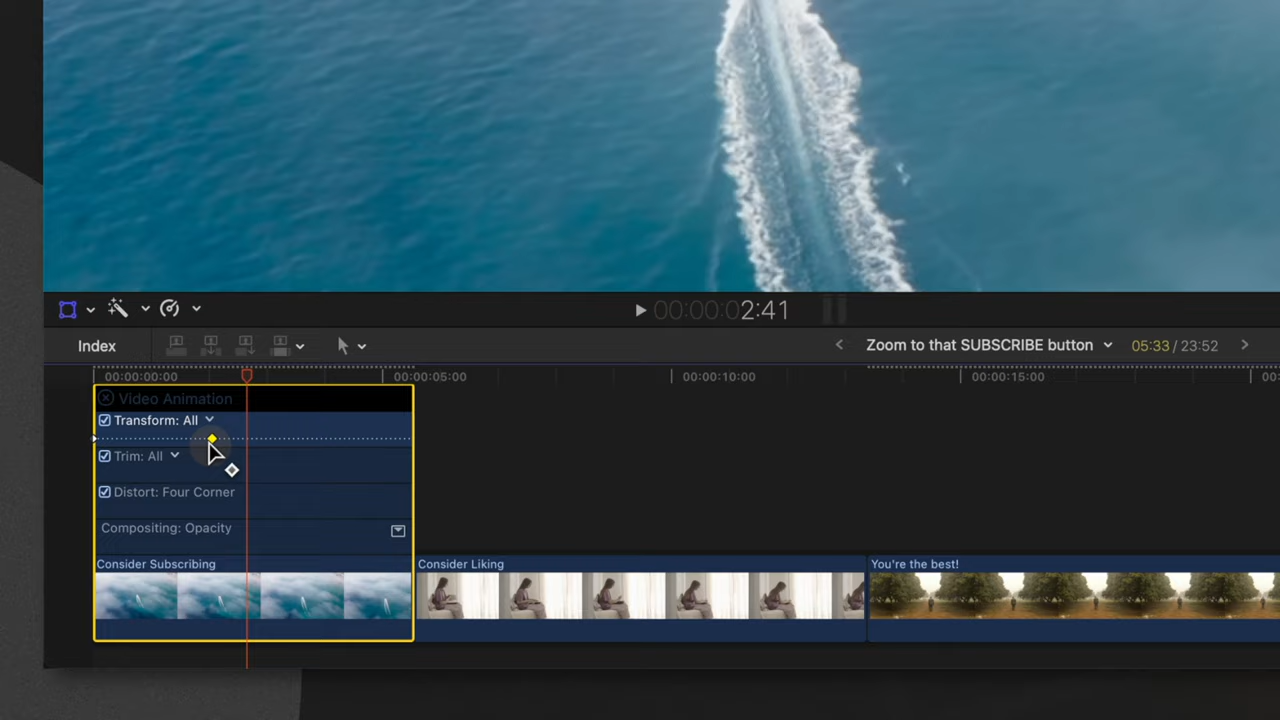 00:00:02:41
Index
Zoom to that SUBSCRIBE button
05:33 / 23:52
00:00:00:00
00:00:05:00
00:00:10:00
00:00:15:00
00:
Video Animation
Transform: All
Trim: All
Distort: Four Corner
Compositing: Opacity
Consider Subscribing
Consider Liking
You're the best!